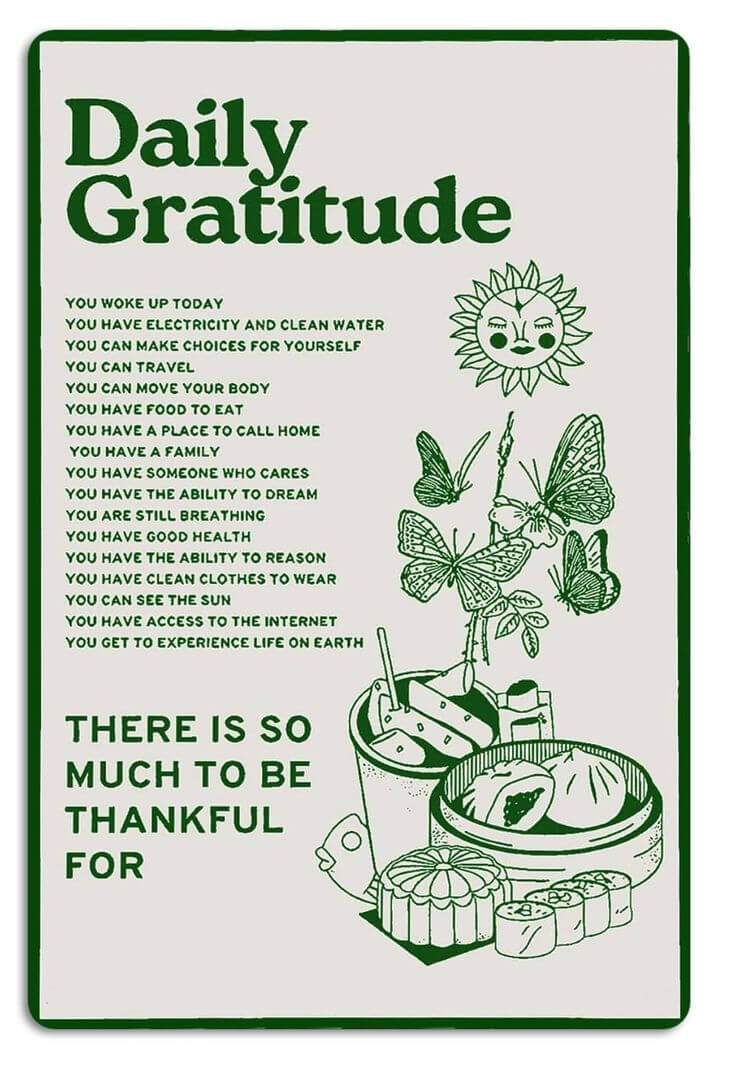 Daily
Gratitude
YOU WOKE UP TODAY
YOU HAVE ELECTRICITY AND CLEAN WATER
YOU CAN MAKE CHOICES FOR YOURSELF
YOU CAN TRAVEL
YOU CAN MOVE YOUR BODY
YOU HAVE FOOD TO EAT
YOU HAVE A PLACE TO CALL HOME
YOU HAVE A FAMILY
YOU HAVE SOMEONE WHO CARES
YOU HAVE THE ABILITY TO DREAM
YOU ARE STILL BREATHING
YOU HAVE GOOD HEALTH
YOU HAVE THE ABILITY TO REASON
YOU HAVE CLEAN CLOTHES TO WEAR
YOU CAN SEE THE SUN
YOU HAVE ACCESS TO THE INTERNET
YOU GET TO EXPERIENCE LIFE ON EARTH
THERE IS SO
MUCH TO BE
THANKFUL
FOR